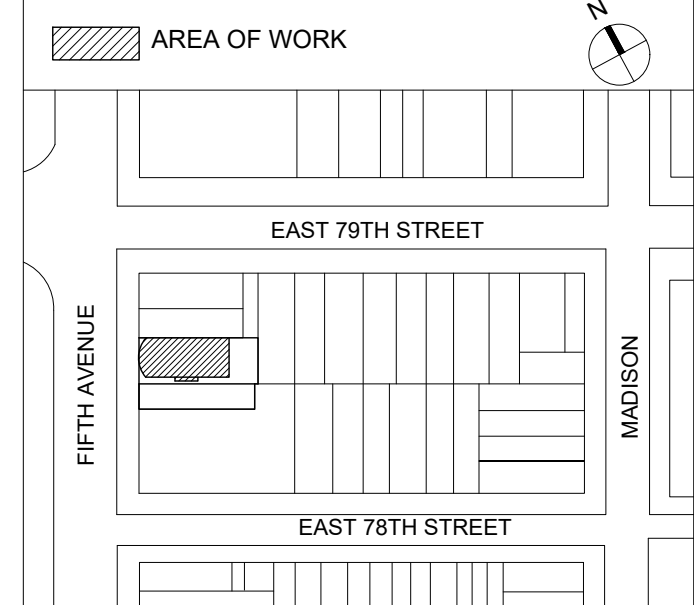 N
AREA OF WORK
EAST 79TH STREET
FIFTH AVENUE
MADISON
EAST 78TH STREET